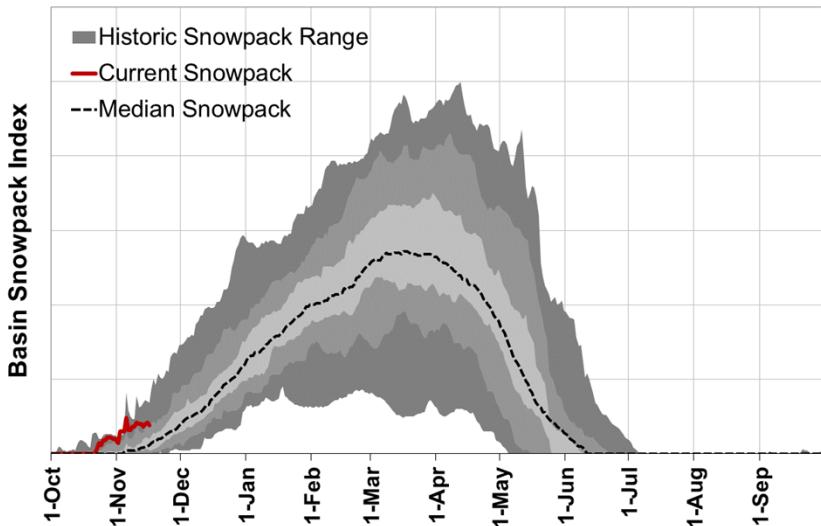 Historic Snowpack Range
Current Snowpack
Median Snowpack
Basin Snowpack Index
1-Oct
1-Nov
1-Dec
1-Jan
1-Feb
1-Mar
1-Apr
1-May
1-Jun
1-Jul
1-Aug
1-Sep